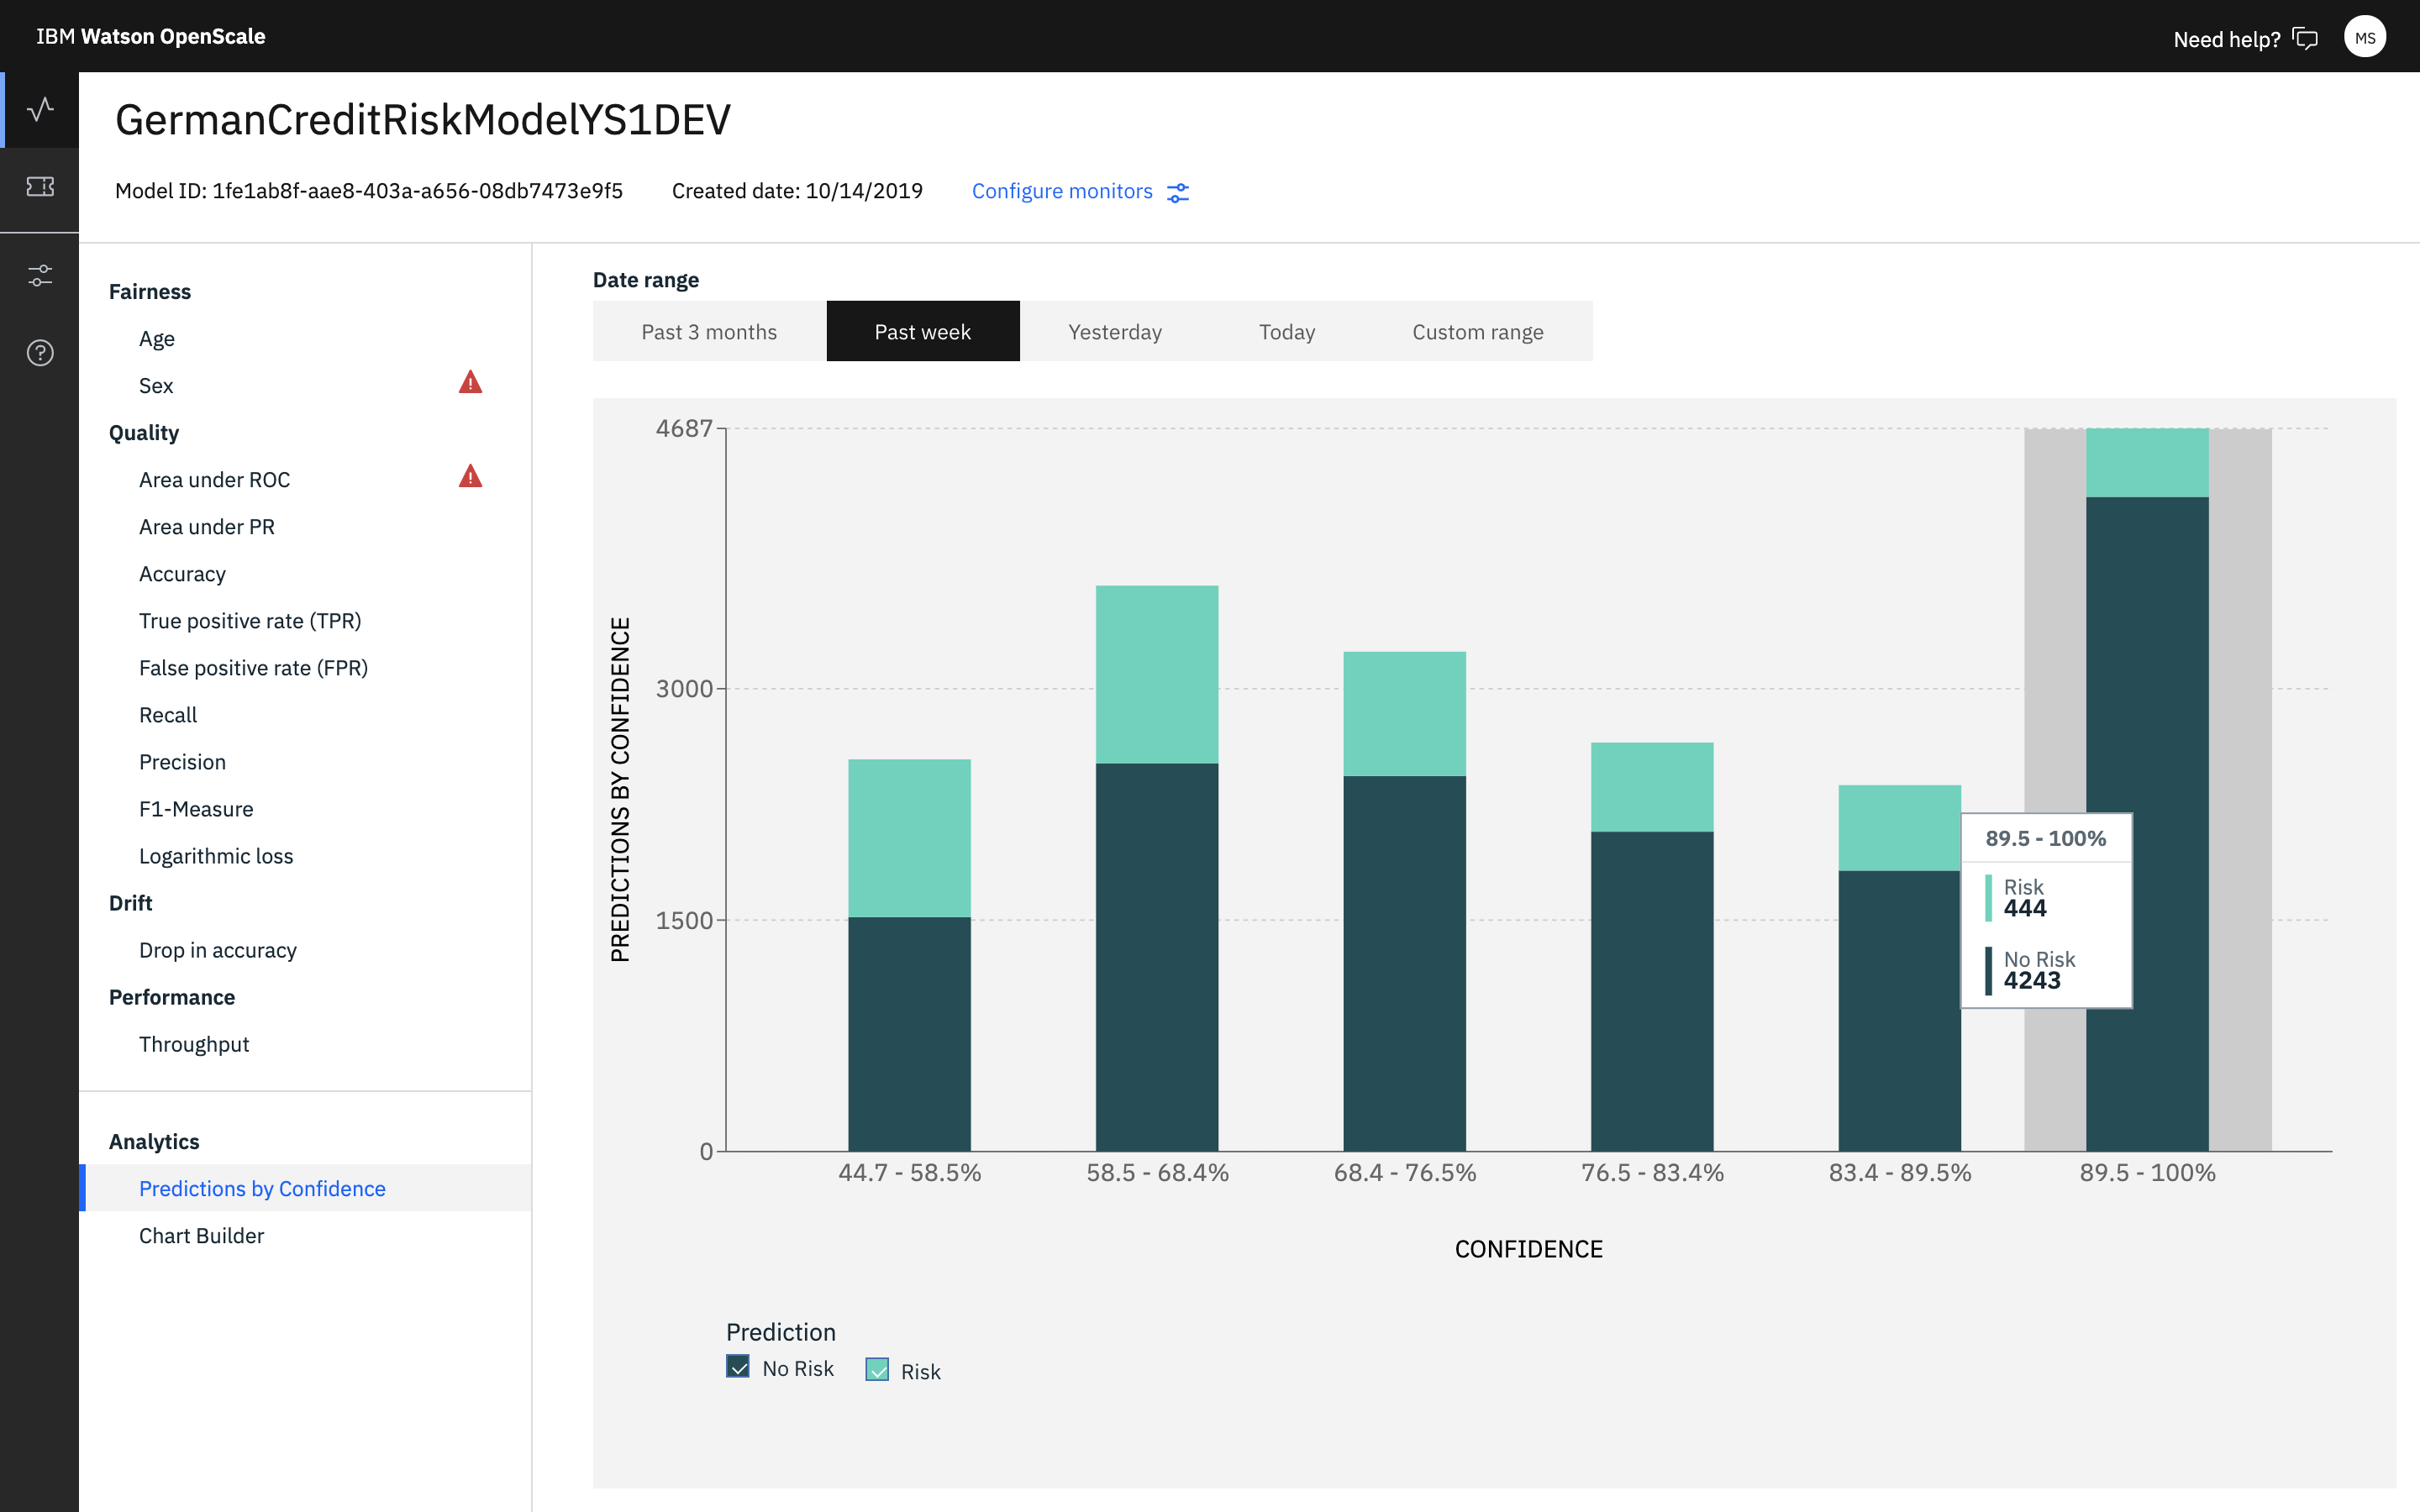 IBM Watson OpenScale
Need help?
MS
GermanCreditRiskModelYS1DEV
Model ID: 1fe1ab8f-aae8-403a-a656-08db7473e9f5
Created date: 10/14/2019
Configure monitors
Fairness
Age
Sex
Quality
Area under ROC
Area under PR
Accuracy
True positive rate (TPR)
False positive rate (FPR)
Recall
Precision
F1-Measure
Logarithmic loss
Drift
Drop in accuracy
Performance
Throughput
Analytics
Predictions by Confidence
Chart Builder
Date range
Past 3 months
Past week
Yesterday
Today
Custom range
PREDICTIONS BY CONFIDENCE
4687
3000
1500
0
89.5 - 100%
Risk
444
No Risk
4243
44.7 - 58.5%
58.5 - 68.4%
68.4 - 76.5%
76.5 - 83.4%
83.4 - 89.5%
89.5 - 100%
CONFIDENCE
Prediction
No Risk
Risk